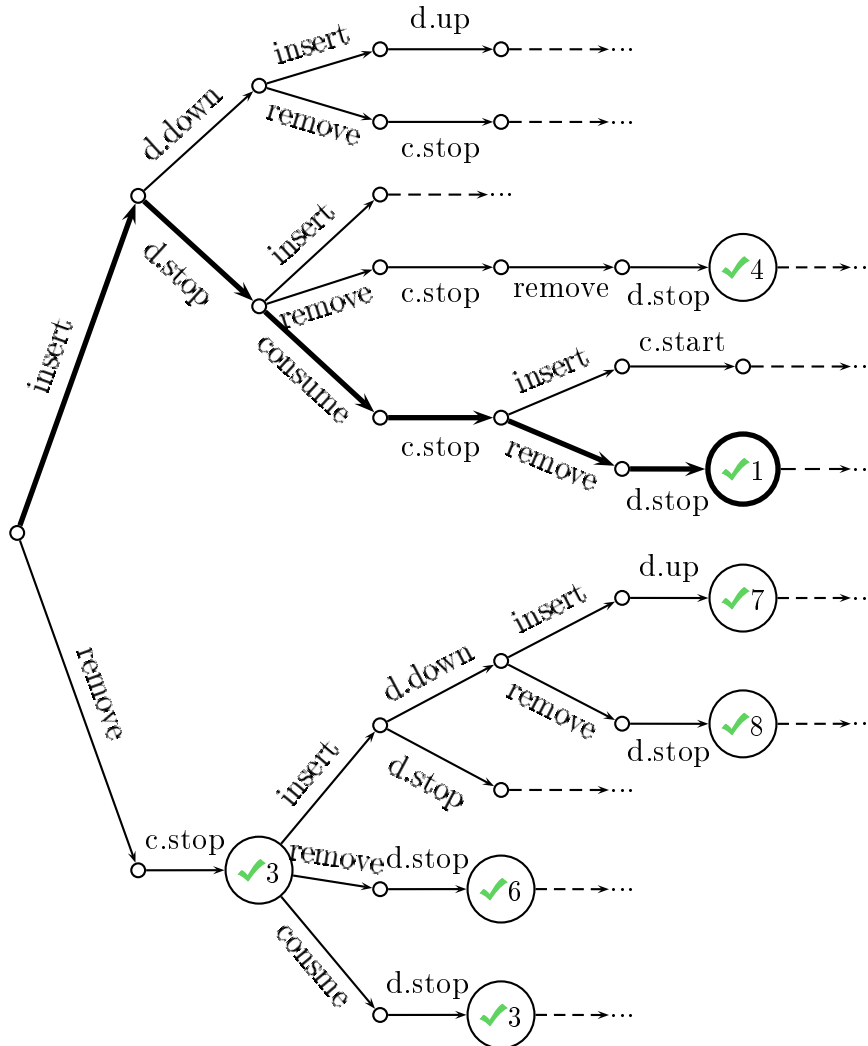 d.up
insert
...
d.down
remove
c.stop
...
insert
...
d.stop
remove
c.stop
remove
d.stop
✓4
...
insert
consume
c.stop
insert
c.start
...
remove
d.stop
✓1
...
remove
d.up
insert
✓7
...
d.down
remove
d.stop
✓8
...
insert
d.stop
...
c.stop
✓3
remove
d.stop
✓6
...
consme
d.stop
✓3
...